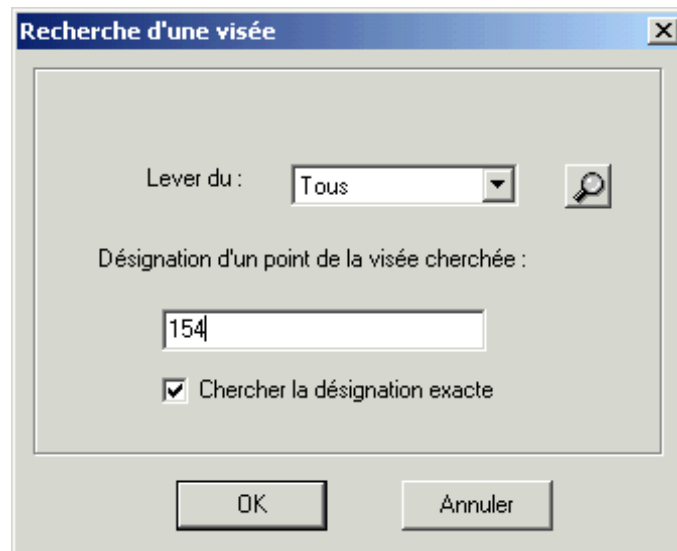 Recherche d'une visée
Lever du : Tous
Désignation d'un point de la visée cherchée :
154
Chercher la désignation exacte
OK Annuler